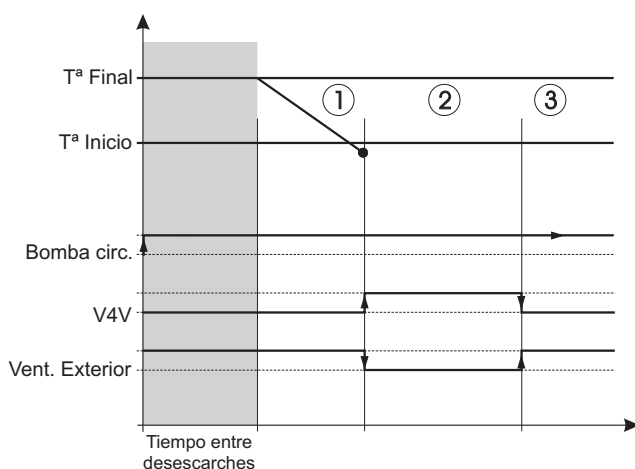 Tª Final
1
2
3
Tª Inicio
Bomba circ.
V4V
Vent. Exterior
Tiempo entre
desescarches